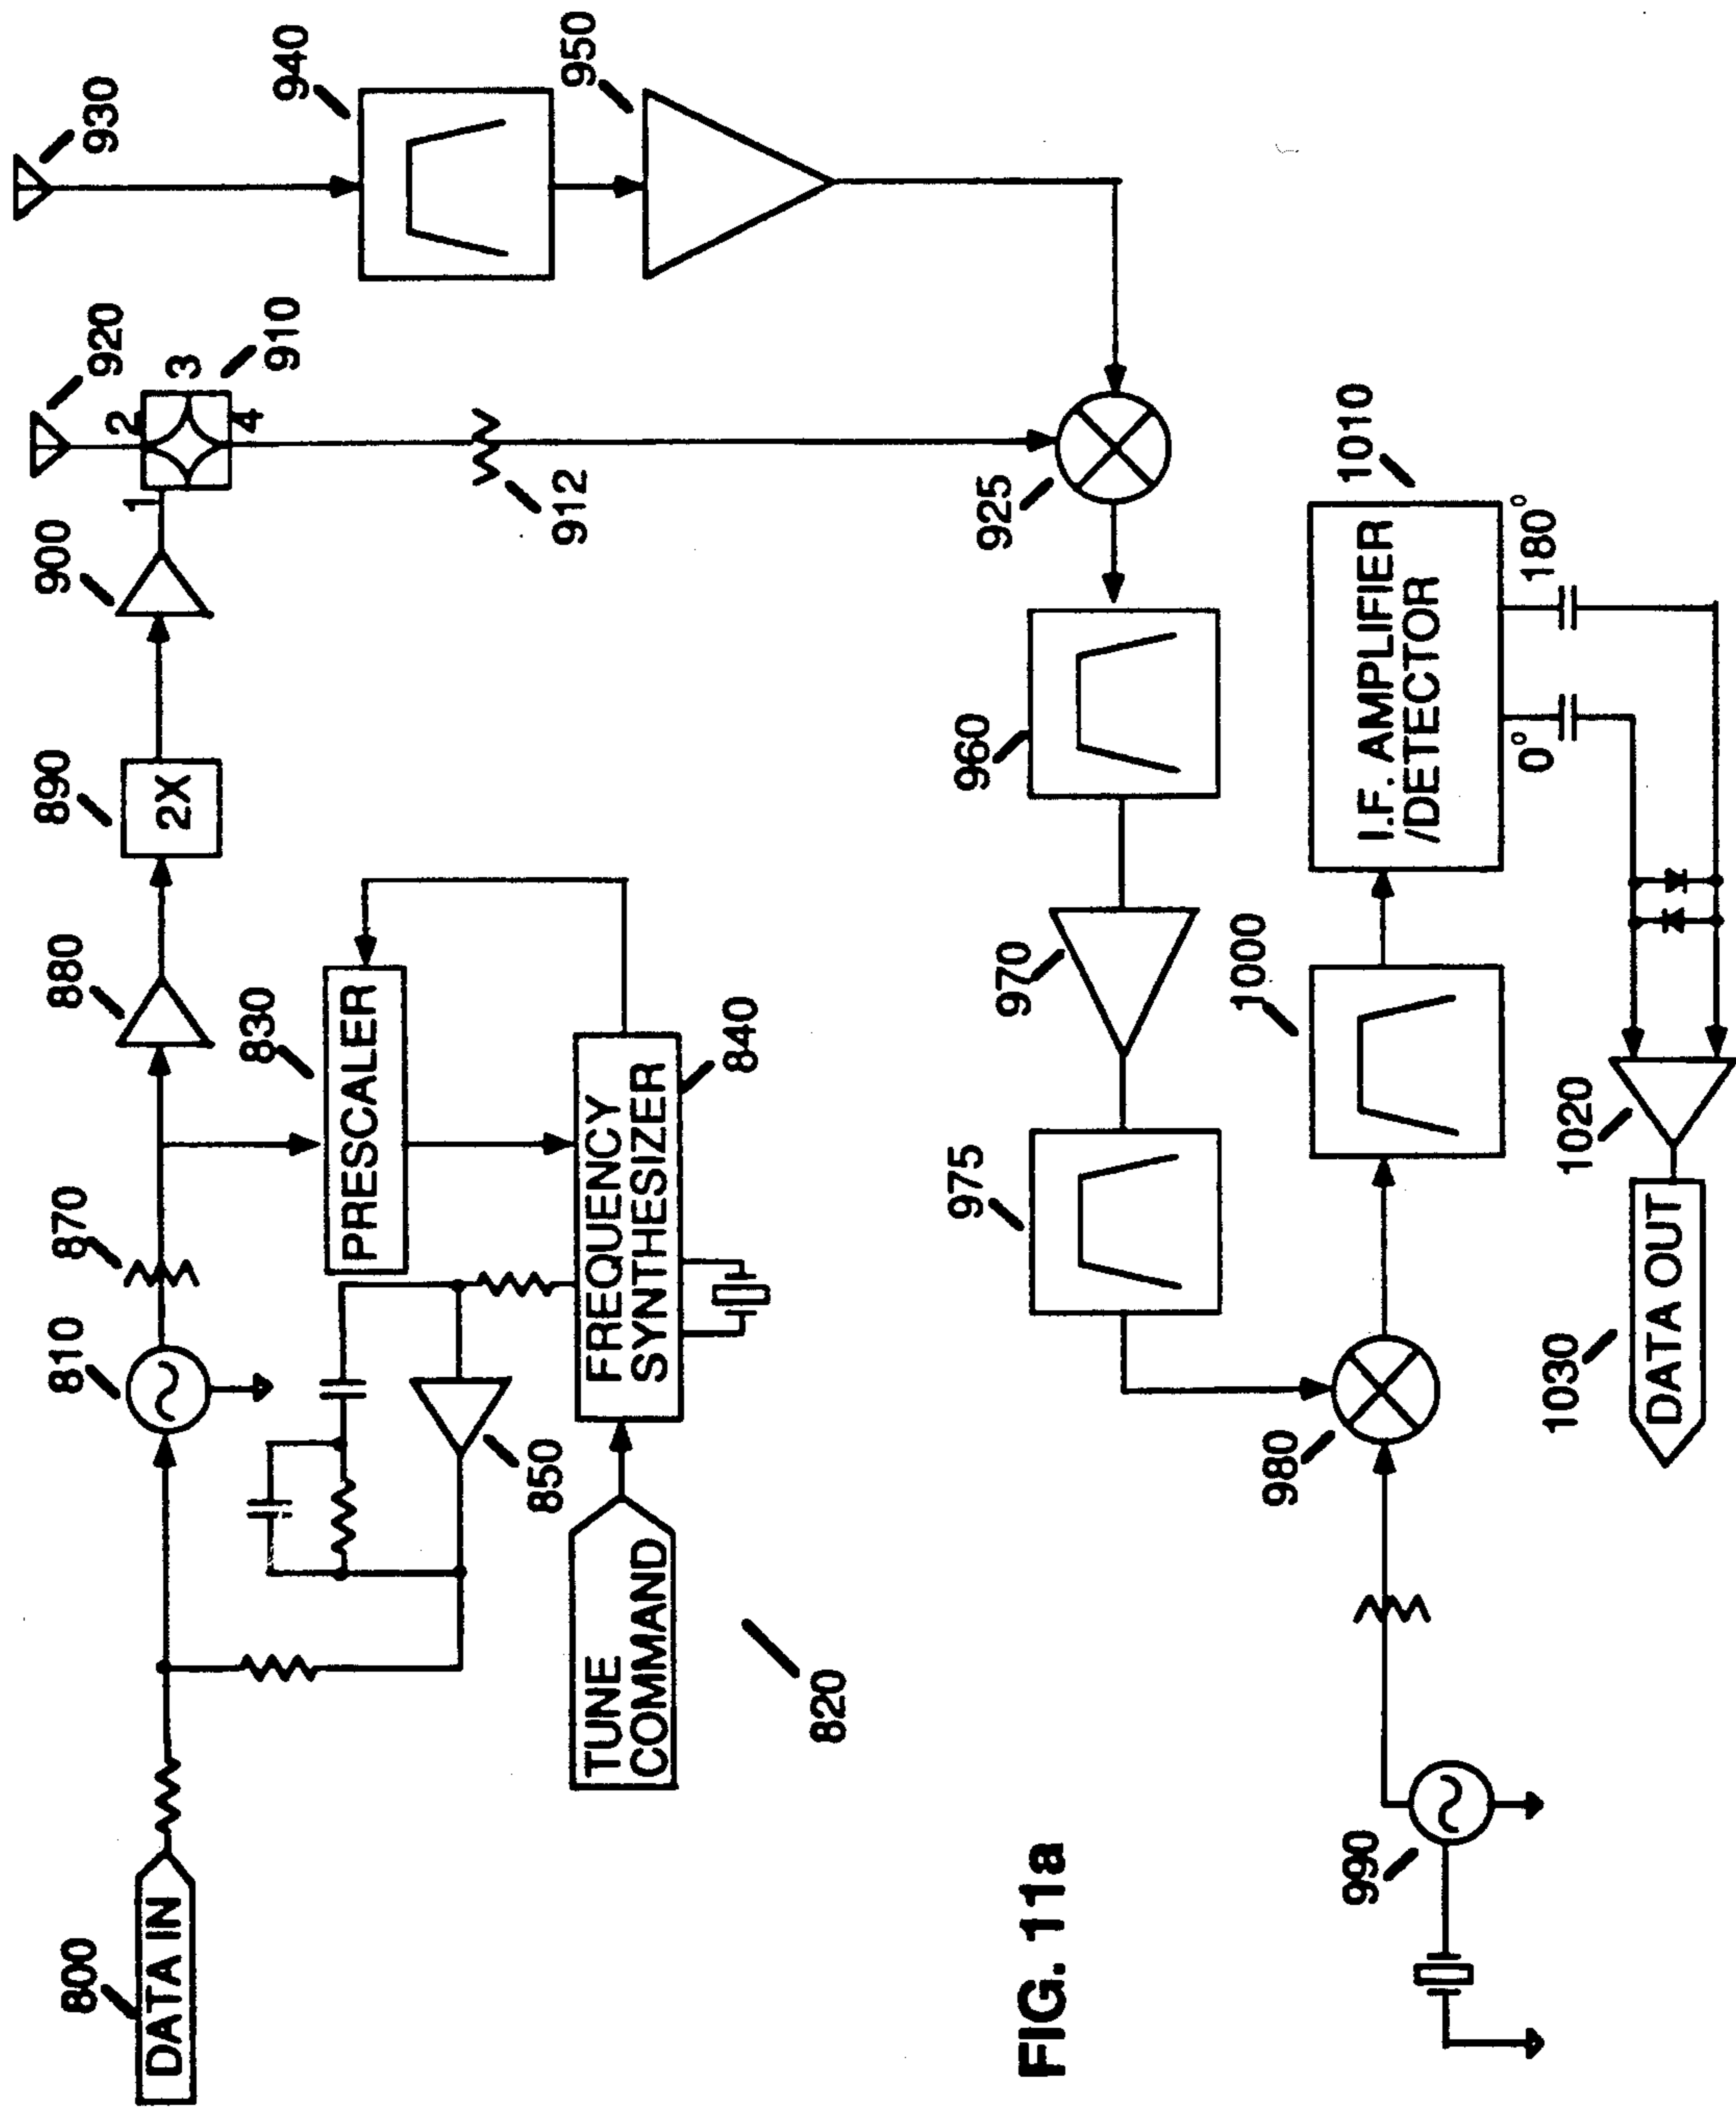 800
DATA IN
810
870
880
890
2X
900
1
2
3
4
910
920
930
940
950
912
830
PRESCALER
840
FREQUENCY
SYNTHESIZER
850
TUNE
COMMAND
820
925
960
970
975
980
990
1000
1010
I.F. AMPLIFIER
/DETECTOR
0°
180°
1020
1030
DATA OUT
FIG. 11a